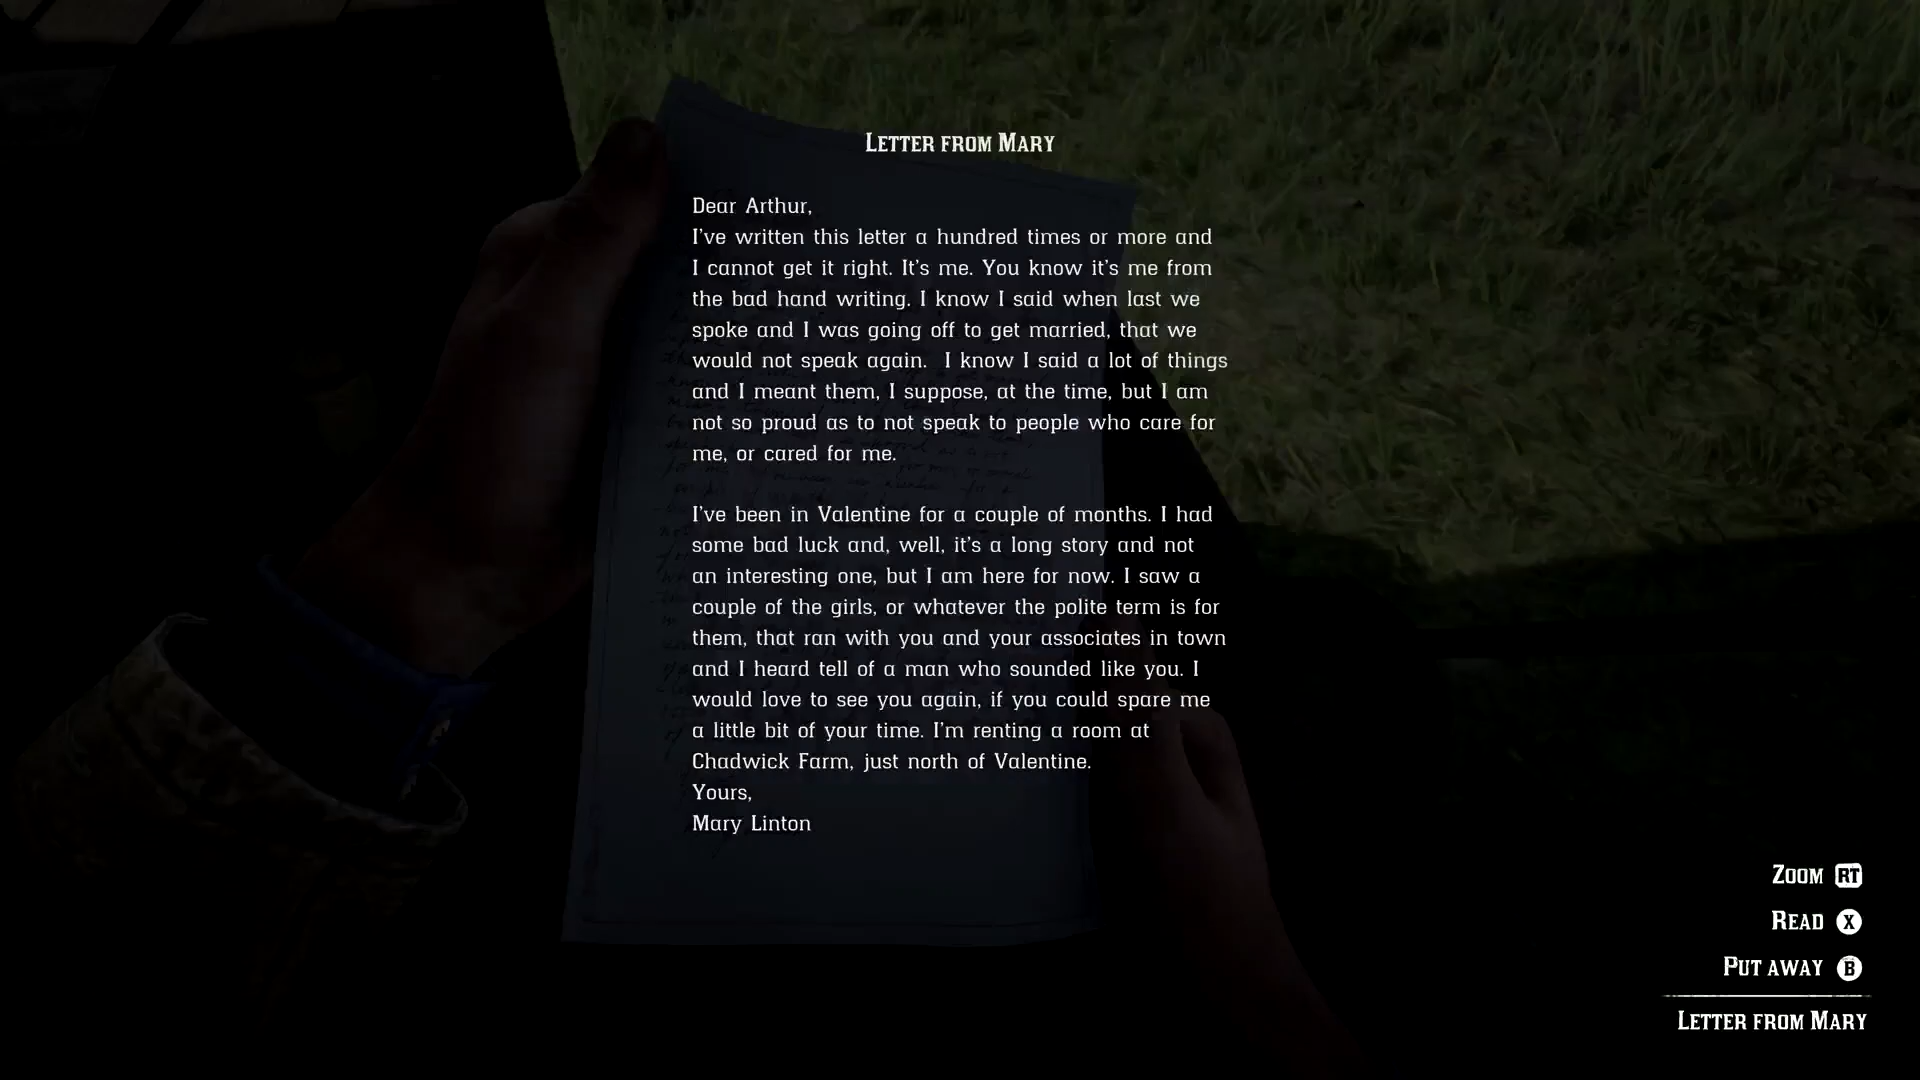 LETTER FROM MARY
Dear Arthur,
I've written this letter a hundred times or more and
I cannot get it right. It's me. You know it's me from
the bad hand writing. I know I said when last we
spoke and I was going off to get married, that we
would not speak again.  I know I said a lot of things
and I meant them, I suppose, at the time, but I am
not so proud as to not speak to people who care for
me, or cared for me.
I've been in Valentine for a couple of months. I had
some bad luck and, well, it's a long story and not
an interesting one, but I am here for now. I saw a
couple of the girls, or whatever the polite term is for
them, that ran with you and your associates in town
and I heard tell of a man who sounded like you. I
would love to see you again, if you could spare me
a little bit of your time. I'm renting a room at
Chadwick Farm, just north of Valentine.
Yours,
Mary Linton
ZOOM RT
READ X
PUT AWAY B
LETTER FROM MARY